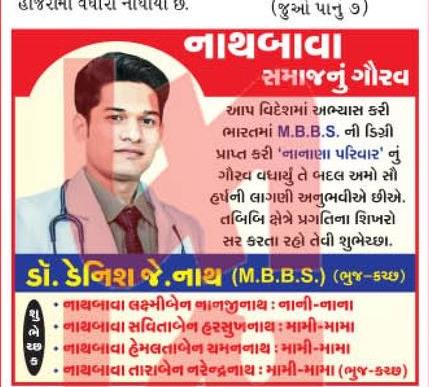 હાજરીમાં વધારો નોંધાયો છે.
(જુઓ પાનું ૭)
નાથબાવા
સમાજનું ગૌરવ
આપ વિદેશમાં અભ્યાસ કરી
ભારતમાં M.B.B.S. ની ડિગ્રી
પ્રાપ્ત કરી ‘નાનાણા પરિવાર’ નું
ગૌરવ વધાર્યું તે બદલ અમો સૌ
હર્ષની લાગણી અનુભવીએ છીએ.
તબિબિ ક્ષેત્રે પ્રગતિના શિખરો
સર કરતા રહો તેવી શુભેચ્છા.
ડૉ. ડેનિશ જે.નાથ (M.B.B.S.) (ભુજ-કચ્છ)
શુભેચ્છક
• નાથબાવા લક્ષ્મીબેન નાનજીનાથ : નાની-નાના
• નાથબાવા સવિતાબેન હરસુખનાથ : મામી-મામા
• નાથબાવા હેમલતાબેન ચમનનાથ : મામી-મામા
• નાથબાવા તારાબેન નરેન્દ્રનાથ : મામી-મામા (ભુજ-કચ્છ)